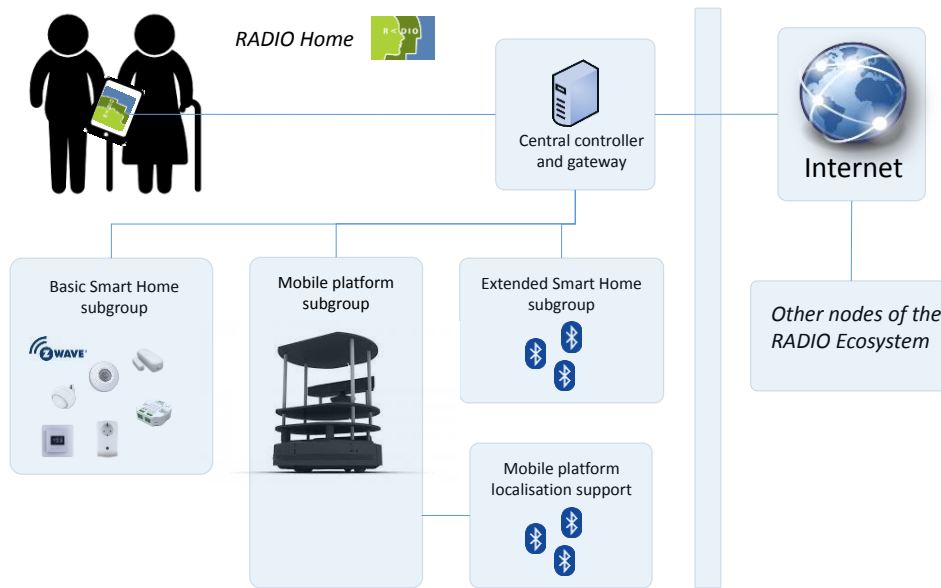 RADIO Home
R<DIO
Central controller
and gateway
Internet
Basic Smart Home
subgroup
Mobile platform
subgroup
Extended Smart Home
subgroup
Other nodes of the
RADIO Ecosystem
Z WAVE
Mobile platform
localisation support